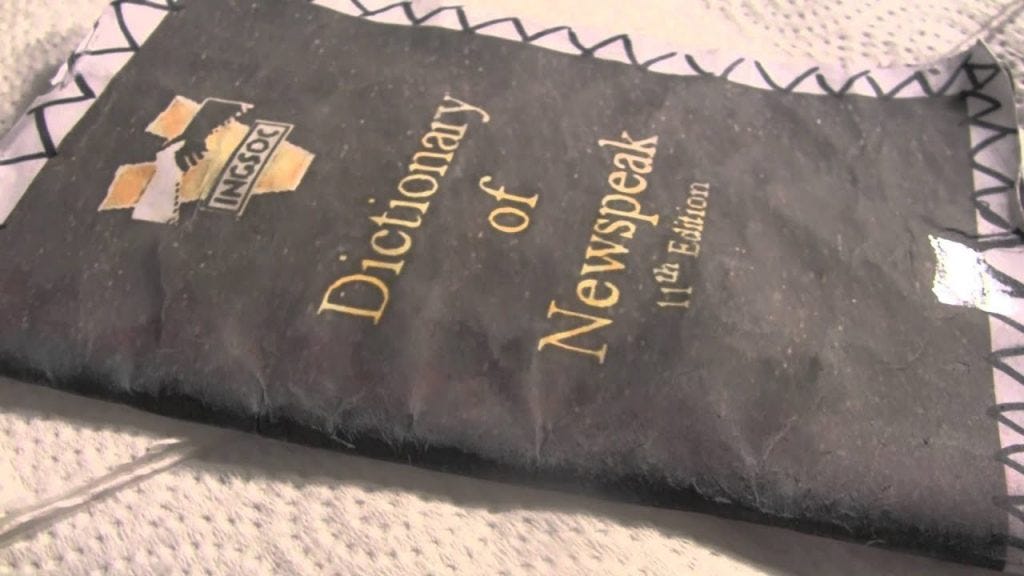 INGSOC
Dictionary
of
Newspeak
11th Edition